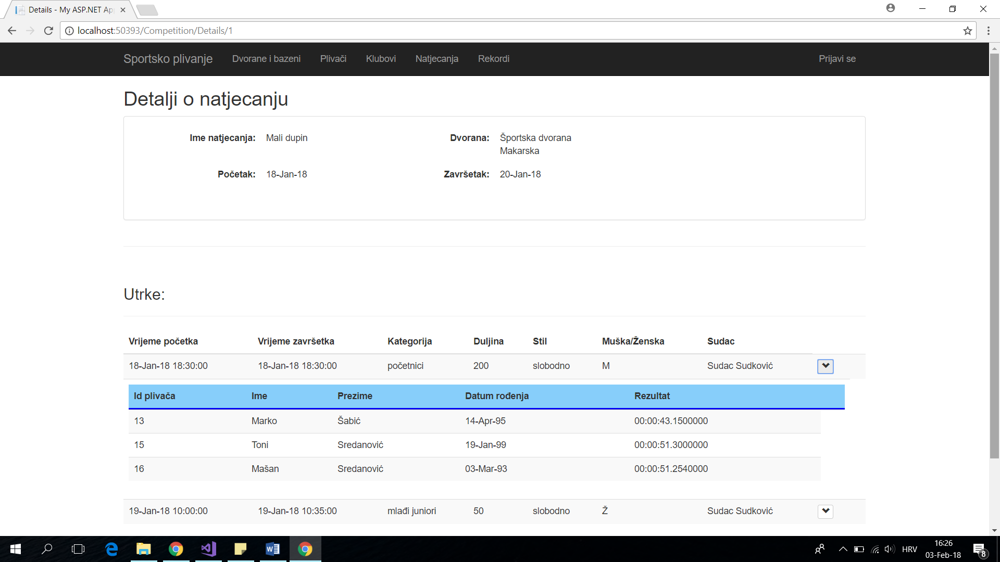 Details - My ASP.NET Ap
localhost:50393/Competition/Details/1
Sportsko plivanje Dvorane i bazeni Plivači Klubovi Natjecanja Rekordi Prijavi se
Detalji o natjecanju
Ime natjecanja: Mali dupin Dvorana: Športska dvorana
Makarska
Početak: 18-Jan-18 Završetak: 20-Jan-18
Utrke:
Vrijeme početka Vrijeme završetka Kategorija Duljina Stil Muška/Ženska Sudac
18-Jan-18 18:30:00 18-Jan-18 18:30:00 početnici 200 slobodno M Sudac Sudković
Id plivača Ime Prezime Datum rođenja Rezultat
13 Marko Šabić 14-Apr-95 00:00:43.1500000
15 Toni Sredanović 19-Jan-99 00:00:51.3000000
16 Mašan Sredanović 03-Mar-93 00:00:51.2540000
19-Jan-18 10:00:00 19-Jan-18 10:35:00 mlađi juniori 50 slobodno Ž Sudac Sudković
HRV 16:26
03-Feb-18 8